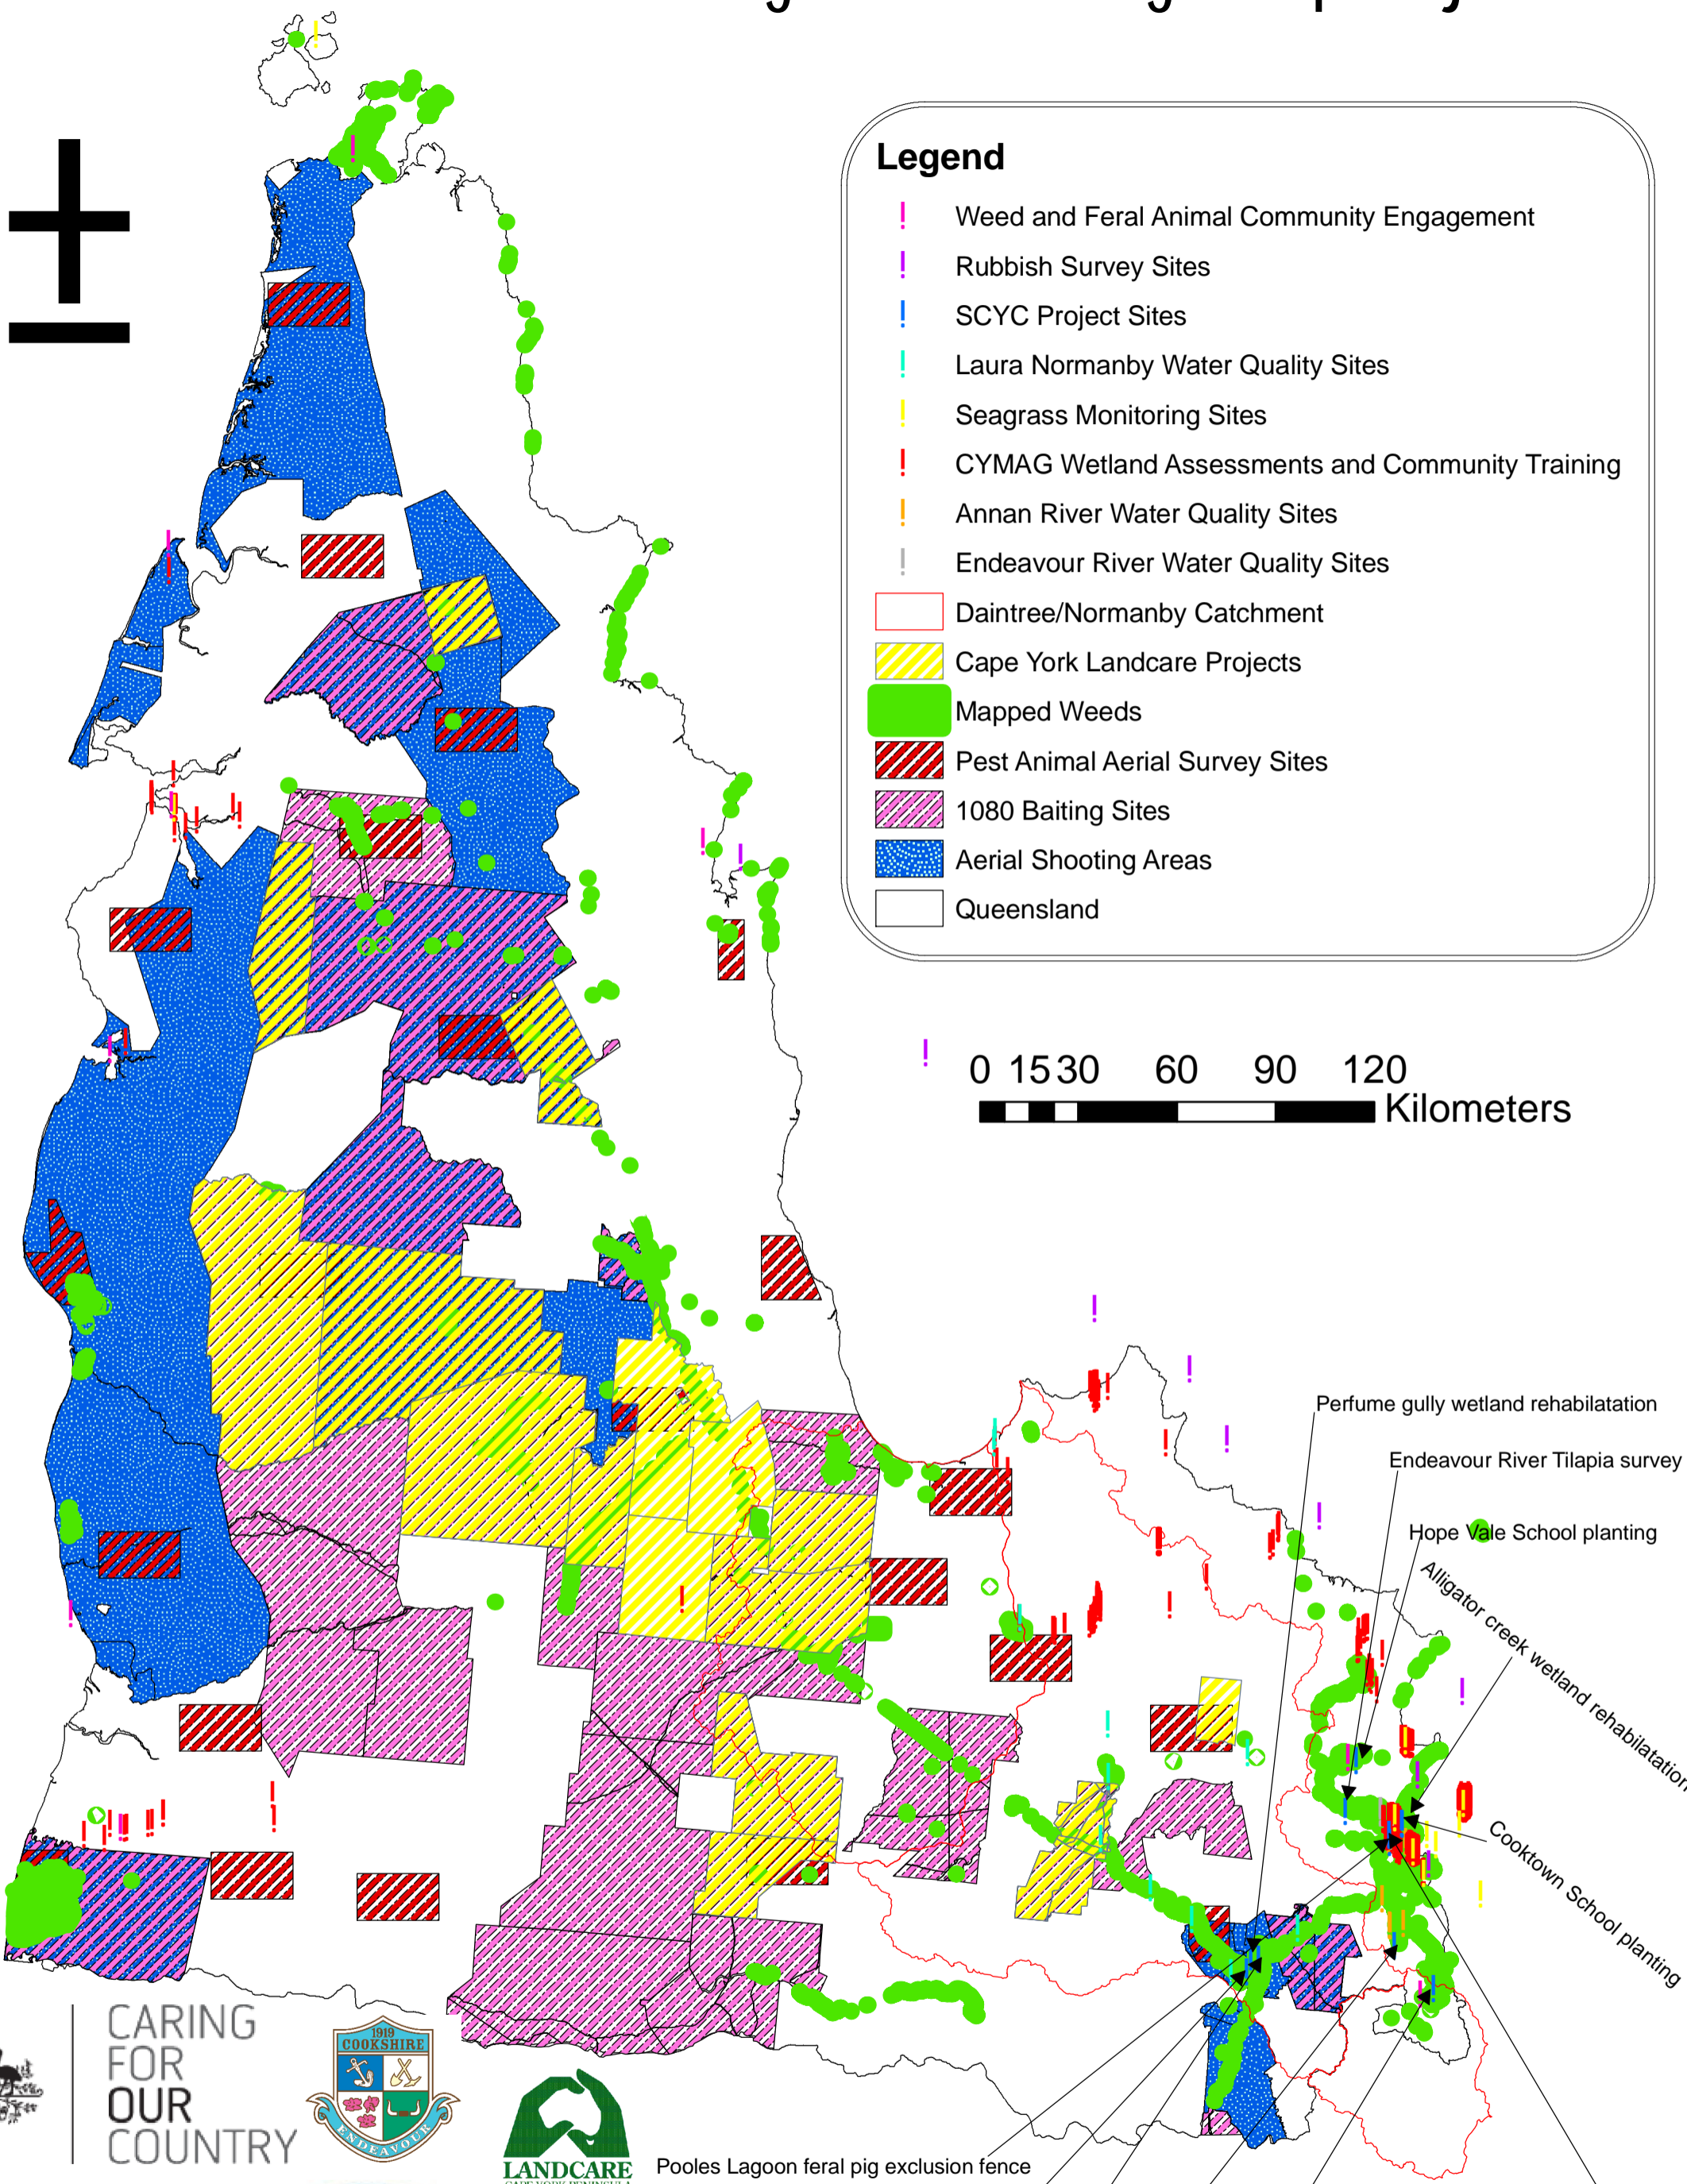 Legend
Weed and Feral Animal Community Engagement
Rubbish Survey Sites
SCYC Project Sites
Laura Normanby Water Quality Sites
Seagrass Monitoring Sites
CYMAG Wetland Assessments and Community Training
Annan River Water Quality Sites
Endeavour River Water Quality Sites
Daintree/Normanby Catchment
Cape York Landcare Projects
Mapped Weeds
Pest Animal Aerial Survey Sites
1080 Baiting Sites
Aerial Shooting Areas
Queensland
0 15 30 60 90 120
Kilometers
Perfume gully wetland rehabilatation
Endeavour River Tilapia survey
Hope Vale School planting
Alligator creek wetland rehabilatation
Cooktown School planting
CARING
FOR
OUR
COUNTRY
1919
COOKSHIRE
ENDEAVOUR
LANDCARE
CAPE YORK PENINSULA
Pooles Lagoon feral pig exclusion fence